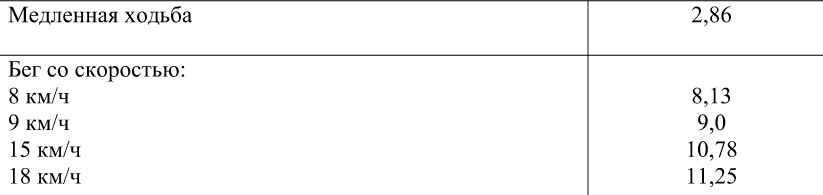 Медленная ходьба 2,86
Бег со скоростью:
8 км/ч 8,13
9 км/ч 9,0
15 км/ч 10,78
18 км/ч 11,25